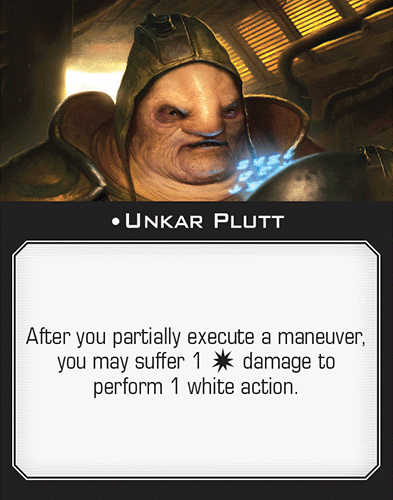 •Unkar Plutt
After you partially execute a maneuver,
you may suffer 1 damage to
perform 1 white action.